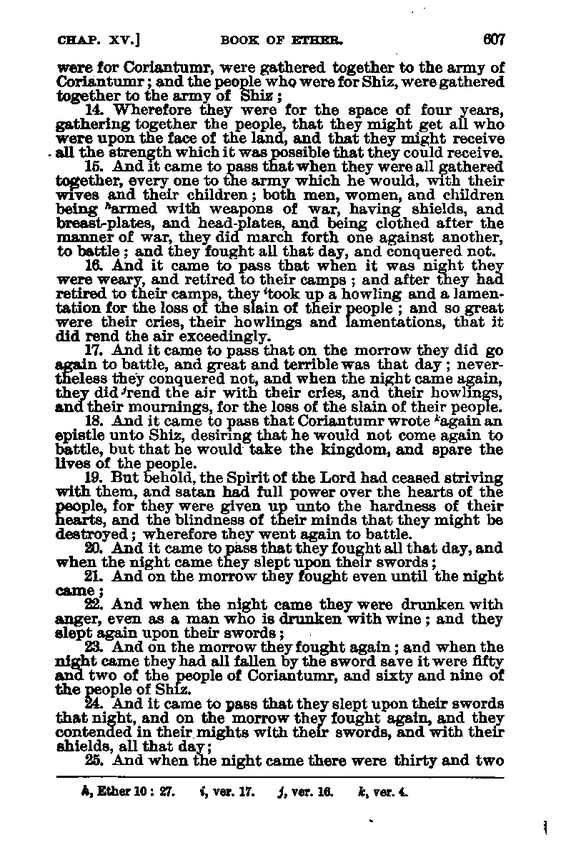 CHAP. XV.] BOOK OF ETHER. 607
were for Coriantumr, were gathered together to the army of
Coriantumr; and the people who were for Shiz, were gathered
together to the army of Shiz;
14. Wherefore they were for the space of four years,
gathering together the people, that they might get all who
were upon the face of the land, and that they might receive
all the strength which it was possible that they could receive.
15. And it came to pass that when they were all gathered
together, every one to the army which he would, with their
wives and their children; both men, women, and children
being ʰarmed with weapons of war, having shields, and
breast-plates, and head-plates, and being clothed after the
manner of war, they did march forth one against another,
to battle; and they fought all that day, and conquered not.
16. And it came to pass that when it was night they
were weary, and retired to their camps; and after they had
retired to their camps, they ⁱtook up a howling and a lamen-
tation for the loss of the slain of their people; and so great
were their cries, their howlings and lamentations, that it
did rend the air exceedingly.
17. And it came to pass that on the morrow they did go
again to battle, and great and terrible was that day; never-
theless they conquered not, and when the night came again,
they did ʲrend the air with their cries, and their howlings,
and their mournings, for the loss of the slain of their people.
18. And it came to pass that Coriantumr wrote ᵏagain an
epistle unto Shiz, desiring that he would not come again to
battle, but that he would take the kingdom, and spare the
lives of the people.
19. But behold, the Spirit of the Lord had ceased striving
with them, and satan had full power over the hearts of the
people, for they were given up unto the hardness of their
hearts, and the blindness of their minds that they might be
destroyed; wherefore they went again to battle.
20. And it came to pass that they fought all that day, and
when the night came they slept upon their swords;
21. And on the morrow they fought even until the night
came;
22. And when the night came they were drunken with
anger, even as a man who is drunken with wine; and they
slept again upon their swords;
23. And on the morrow they fought again; and when the
night came they had all fallen by the sword save it were fifty
and two of the people of Coriantumr, and sixty and nine of
the people of Shiz.
24. And it came to pass that they slept upon their swords
that night, and on the morrow they fought again, and they
contended in their mights with their swords, and with their
shields, all that day;
25. And when the night came there were thirty and two
h, Ether 10: 27. i, ver. 17. j, ver. 16. k, ver. 4.